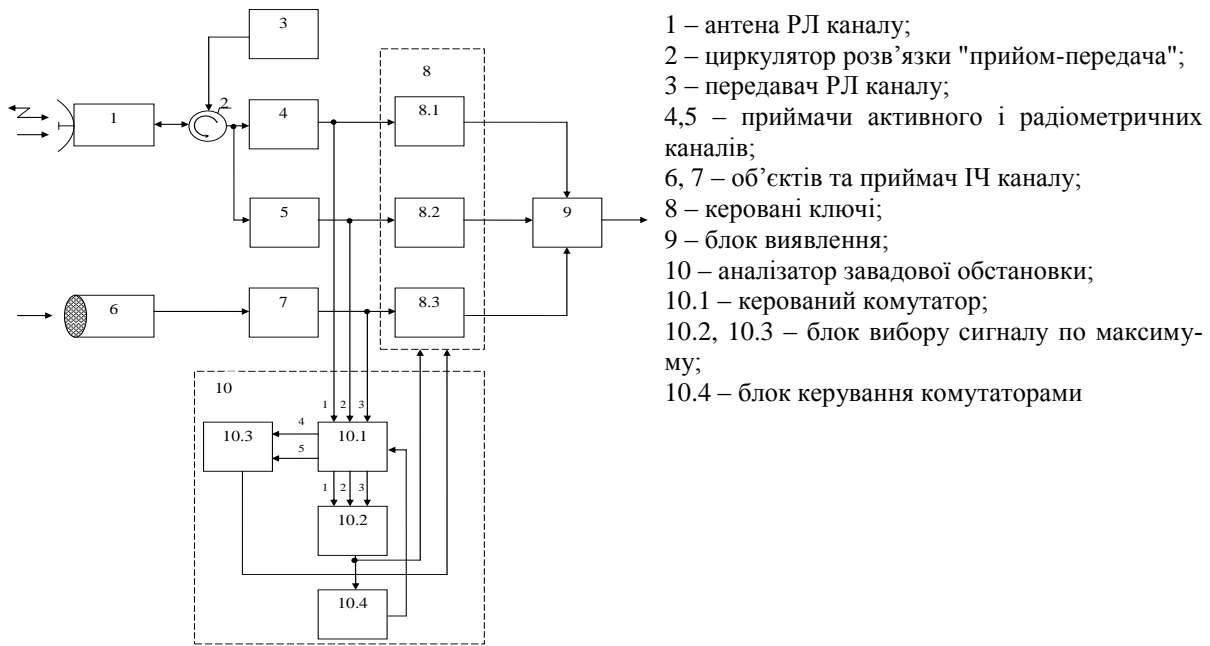 3
8
2
1
4
8.1
5
8.2
9
6
7
8.3
10
1 2 3
4
10.3
10.1
5
1 2 3
10.2
10.4
1 – антена РЛ каналу;
2 – циркулятор розв’язки "прийом-передача";
3 – передавач РЛ каналу;
4,5 – приймачи активного і радіометричних
каналів;
6, 7 – об’єктів та приймач ІЧ каналу;
8 – керовані ключі;
9 – блок виявлення;
10 – аналізатор завадової обстановки;
10.1 – керований комутатор;
10.2, 10.3 – блок вибору сигналу по максиму-
му;
10.4 – блок керування комутаторами